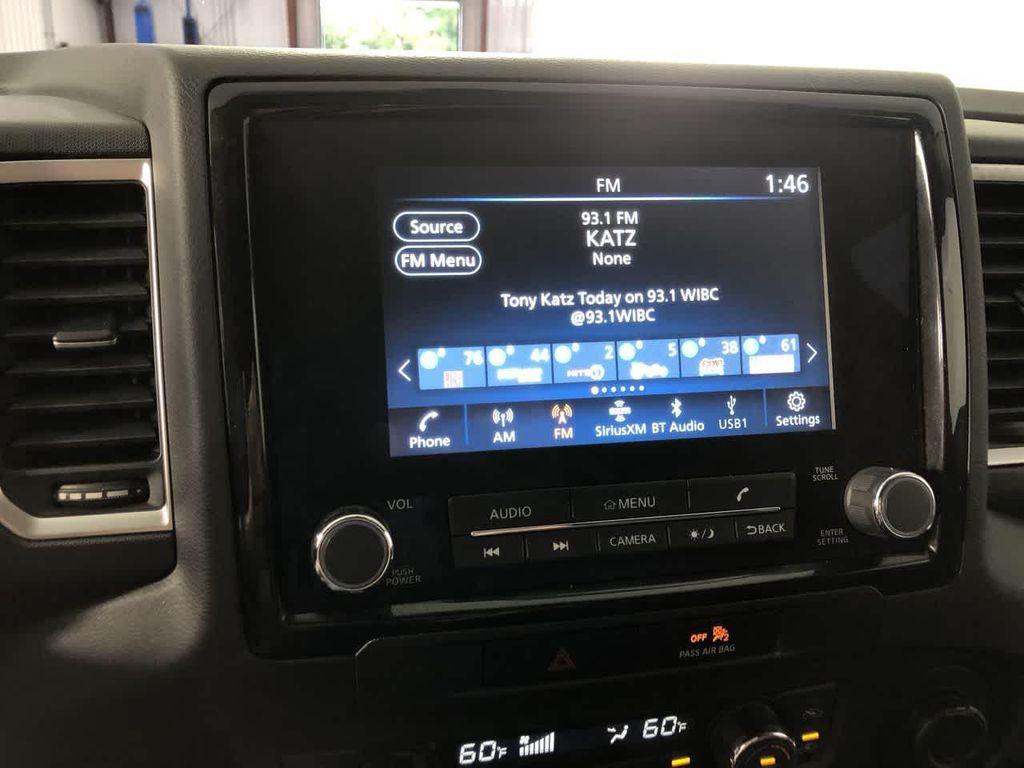 FM 1:46
Source
FM Menu
93.1 FM
KATZ
None
Tony Katz Today on 93.1 WIBC
@93.1WIBC
76 44 2 5 38 61
Phone AM FM SiriusXM BT Audio USB1 Settings
VOL
PUSH
POWER
AUDIO MENU
CAMERA BACK
TUNE
SCROLL
ENTER
SETTING
OFF 2
PASS AIR BAG
60°F 60°F